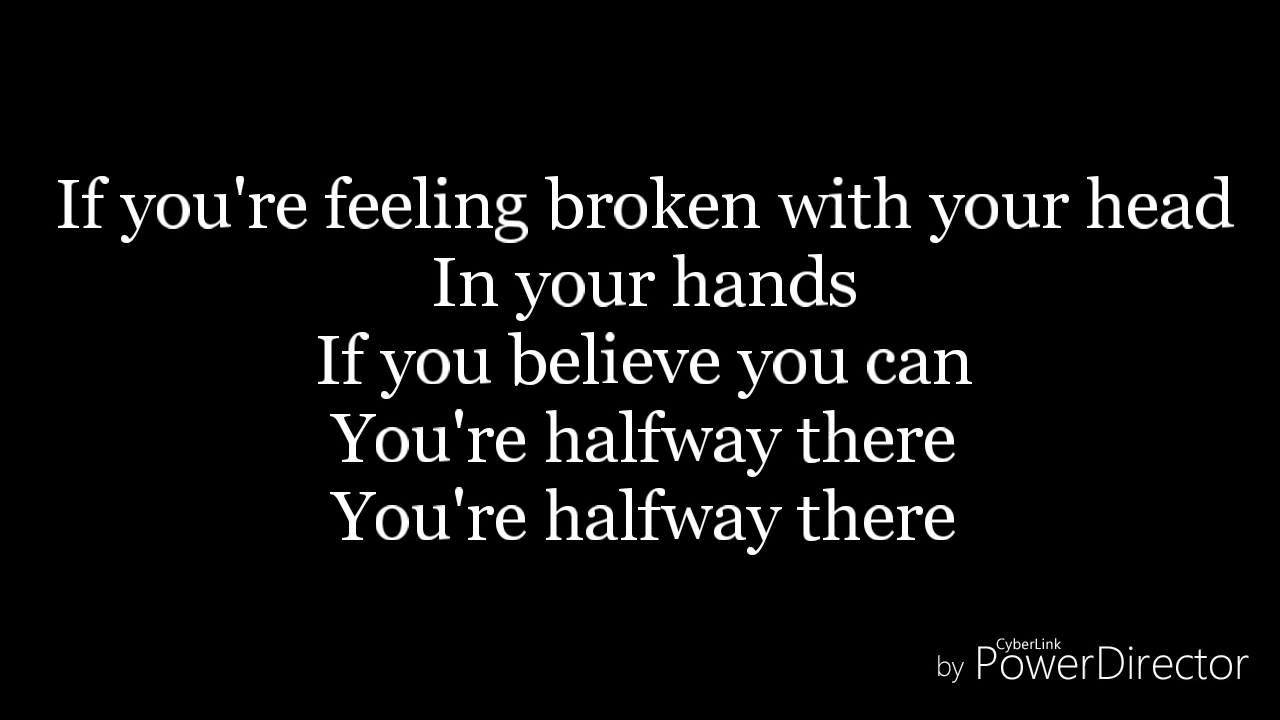 If you're feeling broken with your head
In your hands
If you believe you can
You're halfway there
You're halfway there
by CyberLink PowerDirector